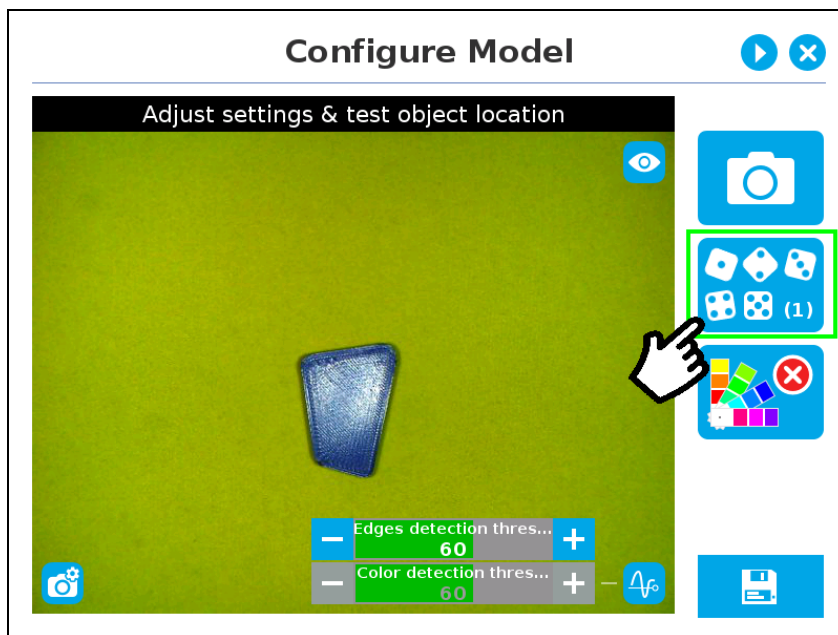 Configure Model
Adjust settings & test object location
(1)
Edges detection thres...
60
Color detection thres...
60